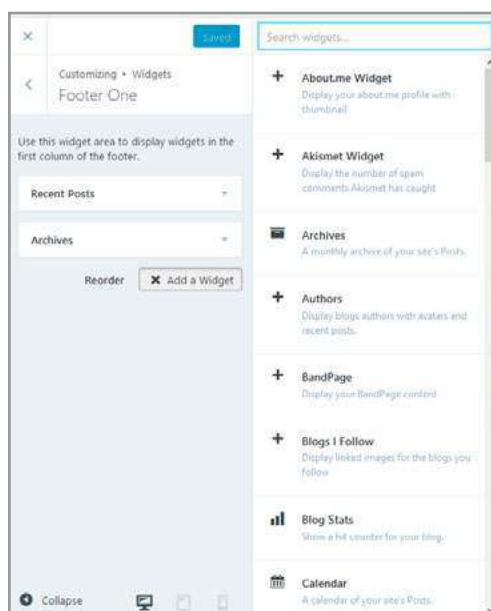 Saved
Customizing • Widgets
Footer One
Use this widget area to display widgets in the
first column of the footer.
Recent Posts
Archives
Reorder
Add a Widget
Collapse
Search widgets...
About.me Widget
Display your about.me profile with
thumbnail
Akismet Widget
Display the number of spam
comments Akismet has caught
Archives
A monthly archive of your site's Posts.
Authors
Display blogs authors with avatars and
recent posts.
BandPage
Display your BandPage content
Blogs I Follow
Display linked images for the blogs you
follow
Blog Stats
Show a hit counter for your blog.
Calendar
A calendar of your site's Posts.